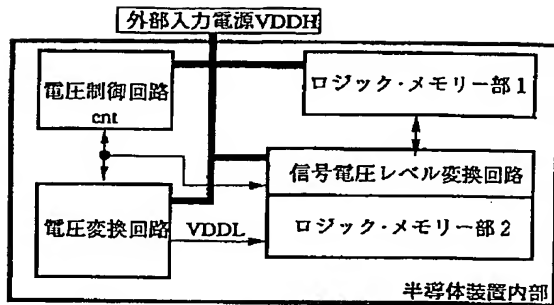 外部入力電源VDDH
電圧制御回路
cnt
ロジック・メモリー部1
信号電圧レベル変換回路
電圧変換回路
VDDL
ロジック・メモリー部2
半導体装置内部